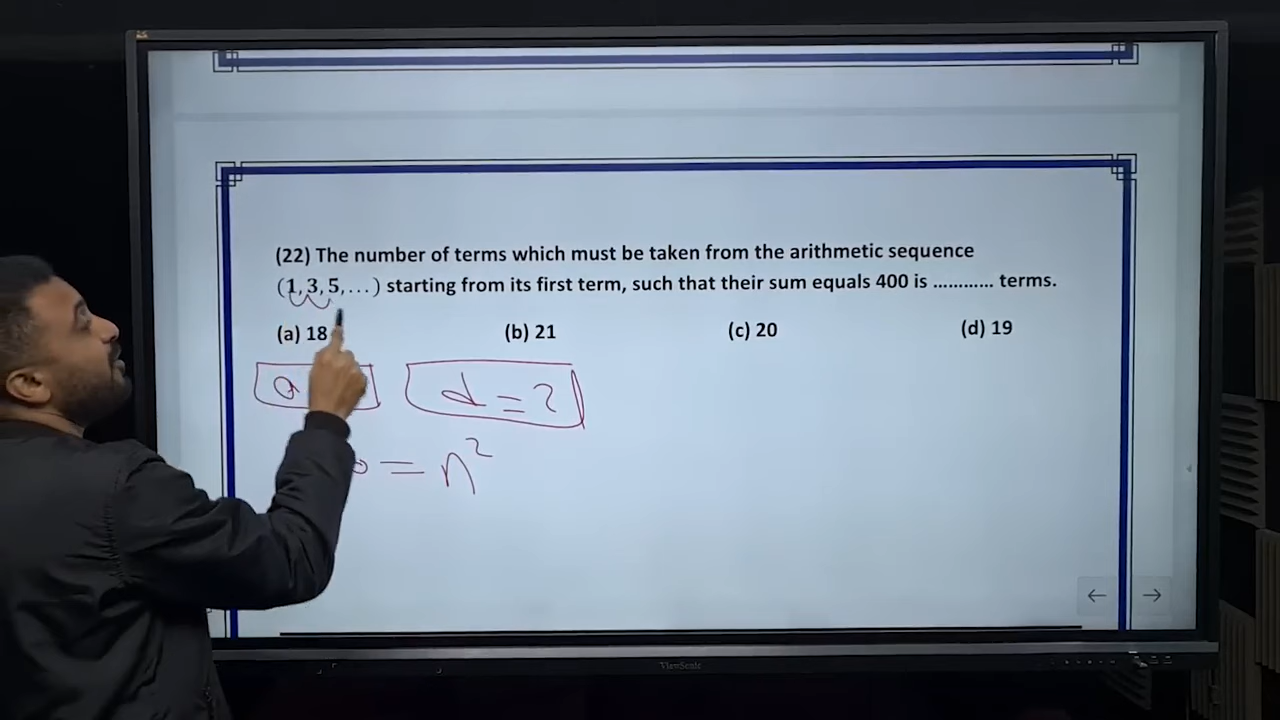 (22) The number of terms which must be taken from the arithmetic sequence
(1, 3, 5, ...) starting from its first term, such that their sum equals 400 is ............ terms.
(a) 18 (b) 21 (c) 20 (d) 19
a d = 2
= n²
ViewSonic